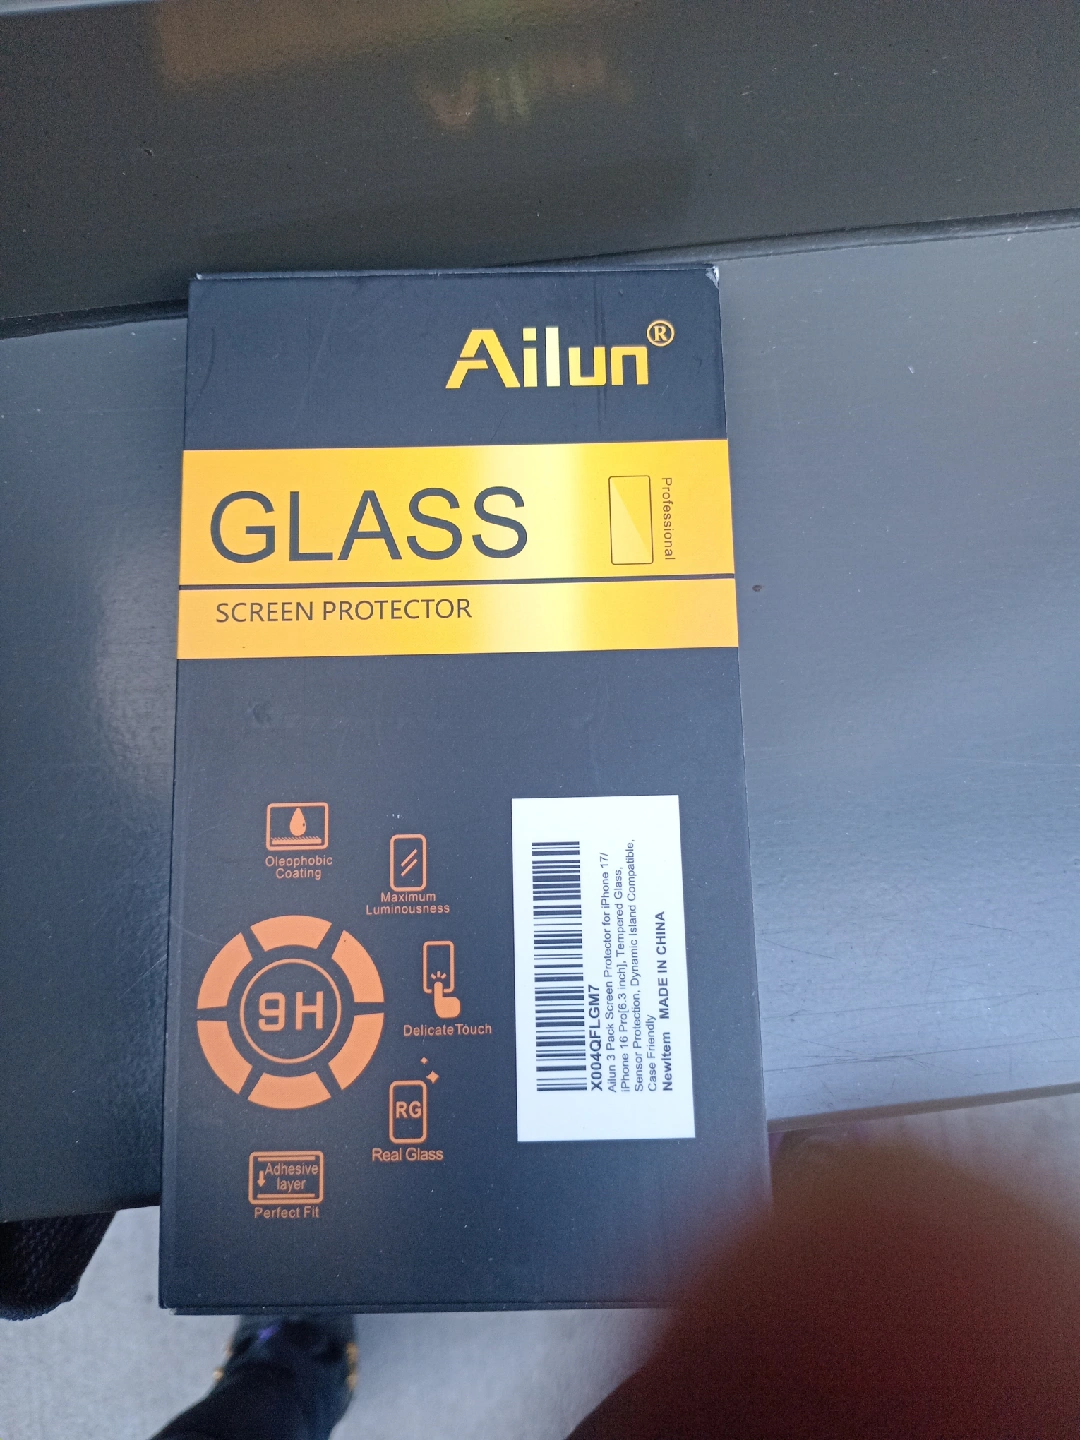 Ailun®
GLASS
Professional
SCREEN PROTECTOR
Oleophobic
Coating
Maximum
Luminousness
9H
Delicate Touch
RG
Real Glass
Adhesive
layer
Perfect Fit
X004QFLGM7
Ailun 3 Pack Screen Protector for iPhone 17/
iPhone 16 Pro[6.3 inch], Tempered Glass,
Sensor Protection, Dynamic Island Compatible,
Case Friendly
NewItem MADE IN CHINA